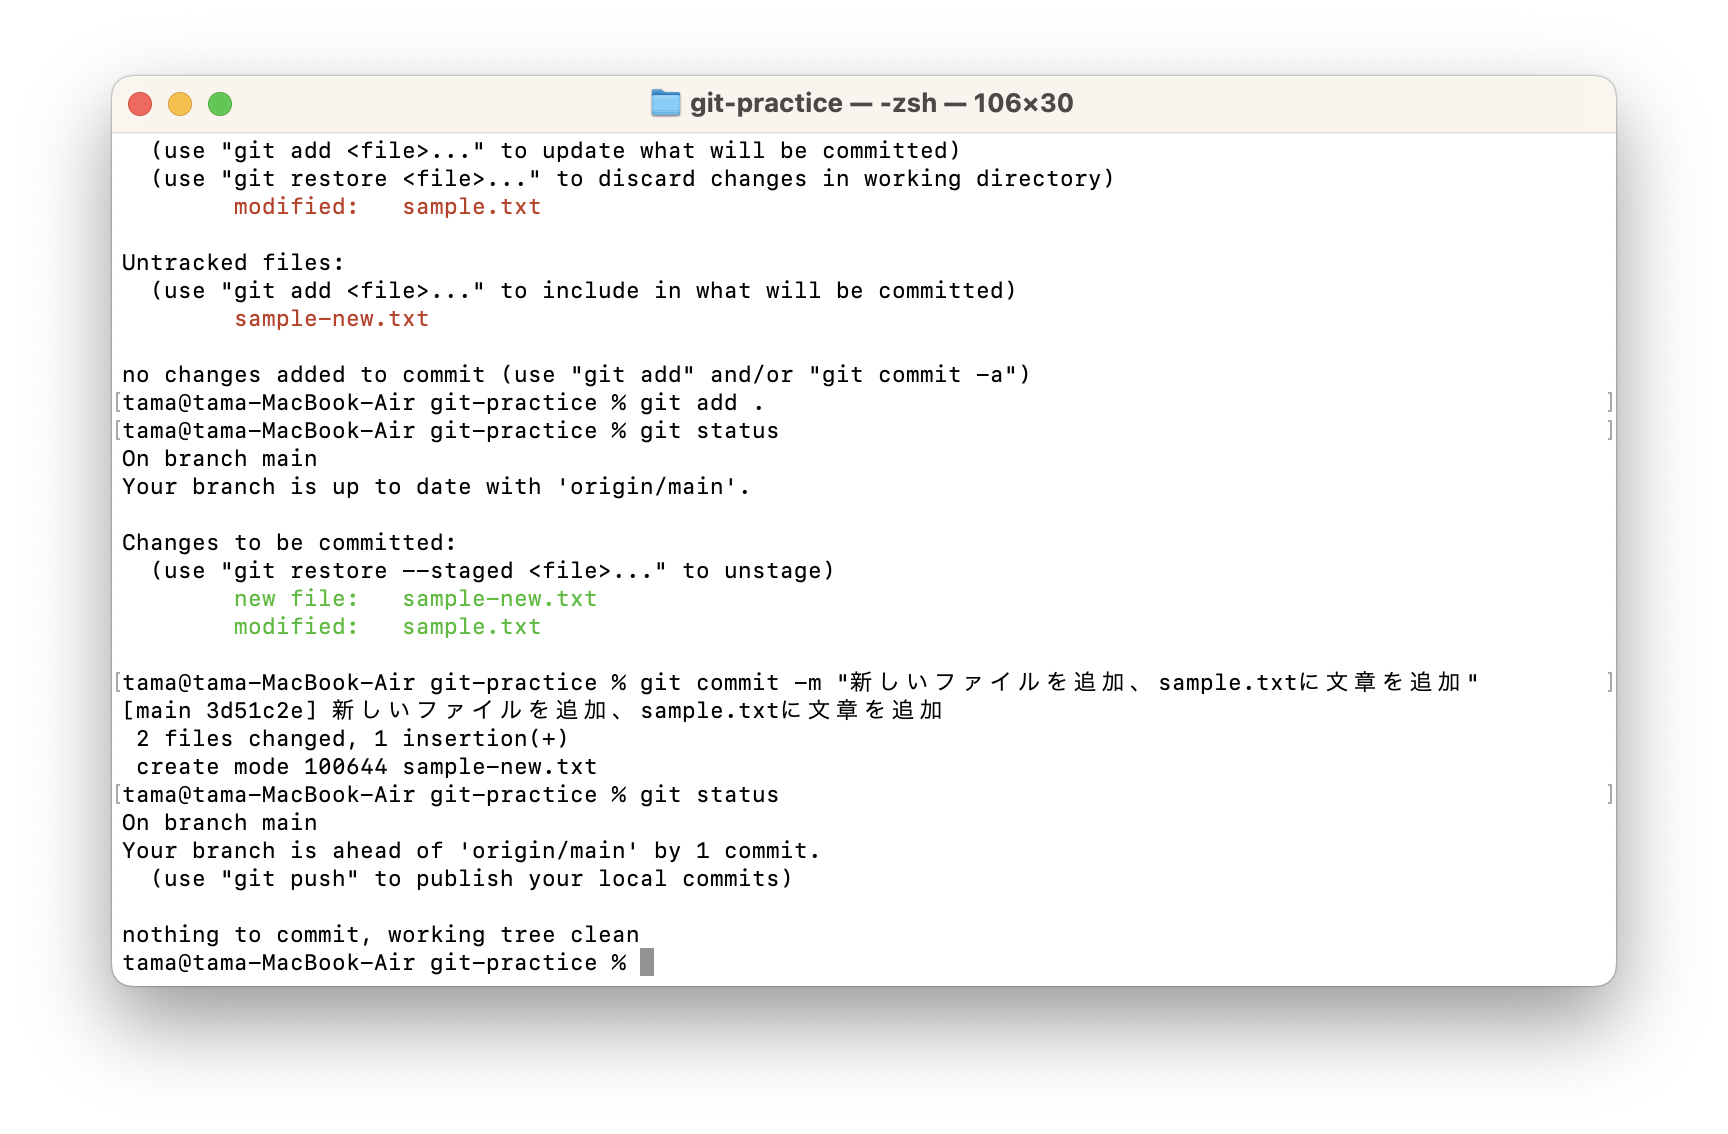 git-practice — -zsh — 106×30
(use "git add <file>..." to update what will be committed)
(use "git restore <file>..." to discard changes in working directory)
modified:   sample.txt
Untracked files:
(use "git add <file>..." to include in what will be committed)
sample-new.txt
no changes added to commit (use "git add" and/or "git commit -a")
[tama@tama-MacBook-Air git-practice % git add . ]
[tama@tama-MacBook-Air git-practice % git status ]
On branch main
Your branch is up to date with 'origin/main'.
Changes to be committed:
(use "git restore --staged <file>..." to unstage)
new file:   sample-new.txt
modified:   sample.txt
[tama@tama-MacBook-Air git-practice % git commit -m "新しいファイルを追加、sample.txtに文章を追加" ]
[main 3d51c2e] 新しいファイルを追加、sample.txtに文章を追加
2 files changed, 1 insertion(+)
create mode 100644 sample-new.txt
[tama@tama-MacBook-Air git-practice % git status ]
On branch main
Your branch is ahead of 'origin/main' by 1 commit.
(use "git push" to publish your local commits)
nothing to commit, working tree clean
tama@tama-MacBook-Air git-practice %